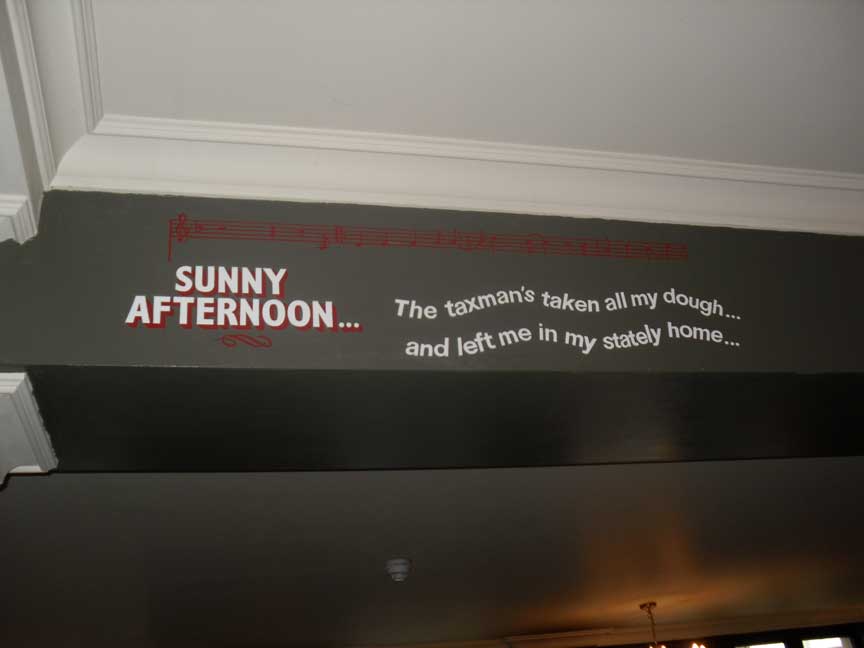 SUNNY
AFTERNOON...
The taxman's taken all my dough...
and left me in my stately home...